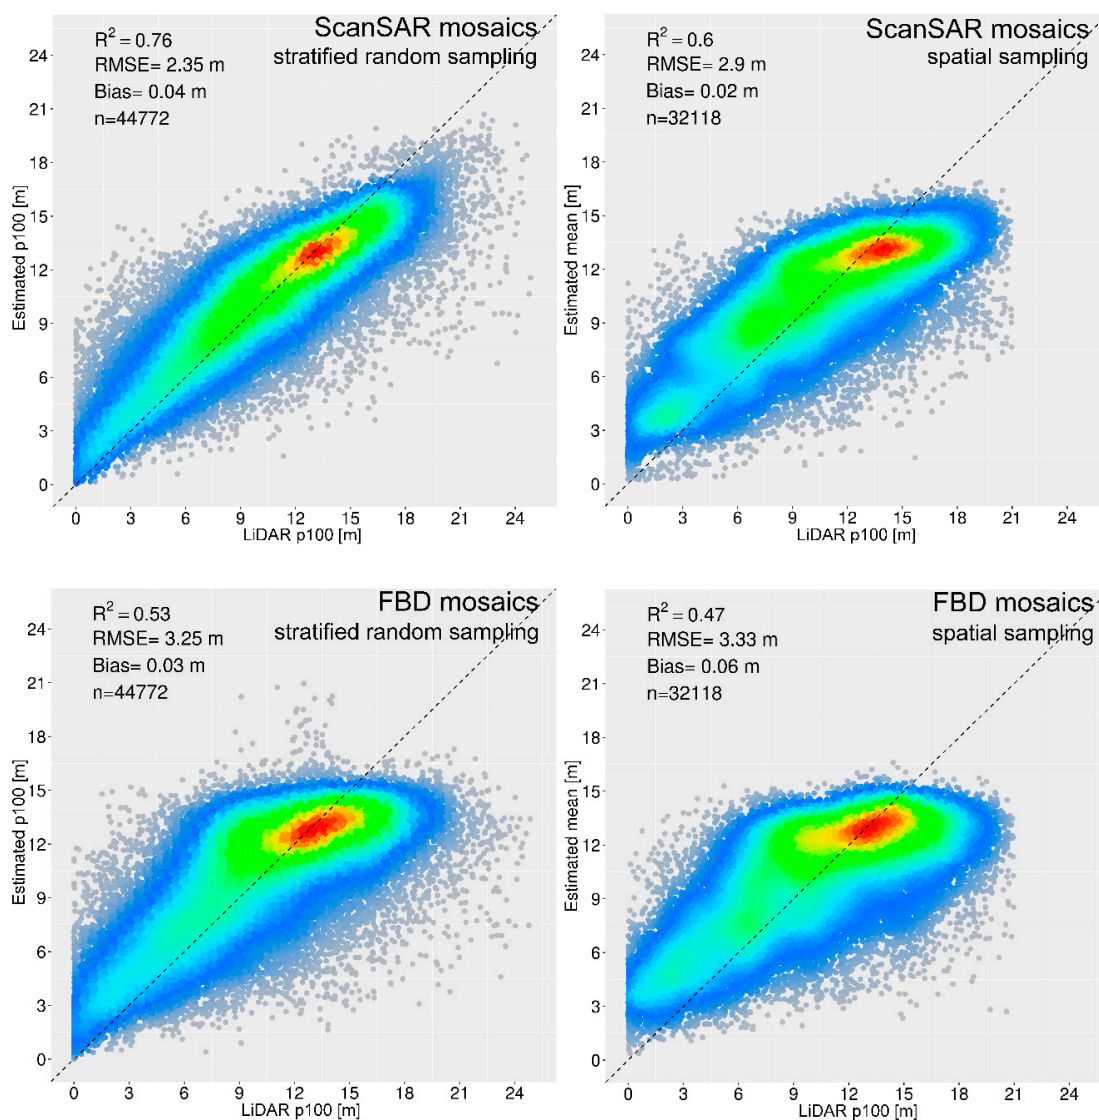 ScanSAR mosaics
stratified random sampling
R² = 0.76
RMSE= 2.35 m
Bias= 0.04 m
n=44772
24
21
18
15
12
9
6
3
0
Estimated p100 [m]
0 3 6 9 12 15 18 21 24
LiDAR p100 [m]
ScanSAR mosaics
spatial sampling
R² = 0.6
RMSE= 2.9 m
Bias= 0.02 m
n=32118
24
21
18
15
12
9
6
3
0
Estimated mean [m]
0 3 6 9 12 15 18 21 24
LiDAR p100 [m]
FBD mosaics
stratified random sampling
R² = 0.53
RMSE= 3.25 m
Bias= 0.03 m
n=44772
24
21
18
15
12
9
6
3
0
Estimated p100 [m]
0 3 6 9 12 15 18 21 24
LiDAR p100 [m]
FBD mosaics
spatial sampling
R² = 0.47
RMSE= 3.33 m
Bias= 0.06 m
n=32118
24
21
18
15
12
9
6
3
0
Estimated mean [m]
0 3 6 9 12 15 18 21 24
LiDAR p100 [m]